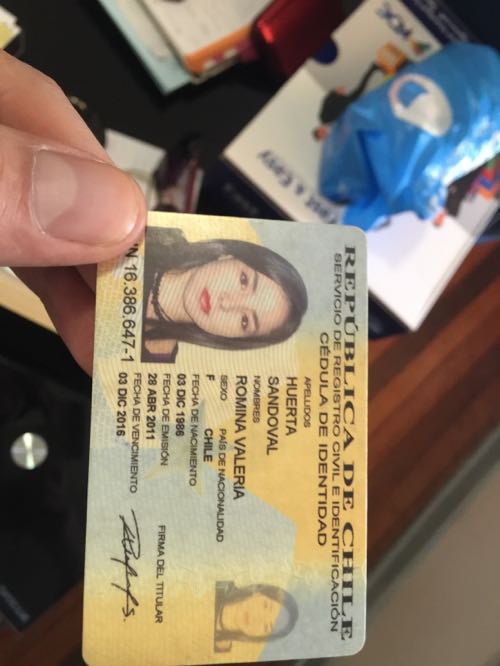 REPÚBLICA DE CHILE
SERVICIO DE REGISTRO CIVIL E IDENTIFICACIÓN
CÉDULA DE IDENTIDAD
APELLIDOS
HUERTA
SANDOVAL
NOMBRES
ROMINA VALERIA
SEXO PAÍS DE NACIONALIDAD
F CHILE
FECHA DE NACIMIENTO
03 DIC 1986
FECHA DE EMISIÓN
28 ABR 2011
FECHA DE VENCIMIENTO
03 DIC 2016
FIRMA DEL TITULAR
N 16.386.647-1
& Easy